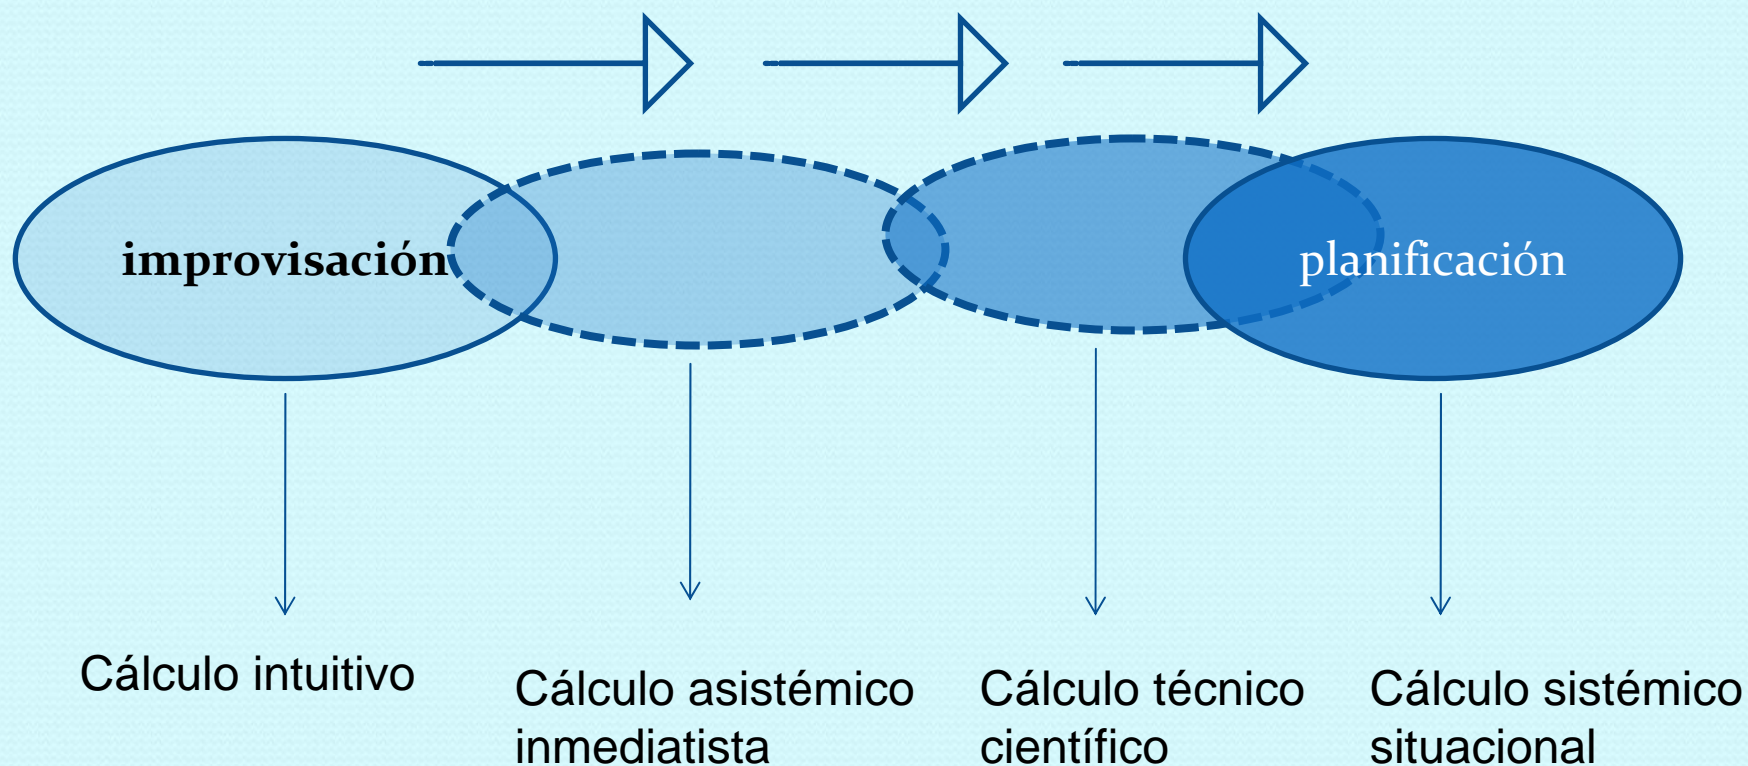 improvisación
planificación
Cálculo intuitivo
Cálculo asistémico
inmediatista
Cálculo técnico
científico
Cálculo sistémico
situacional